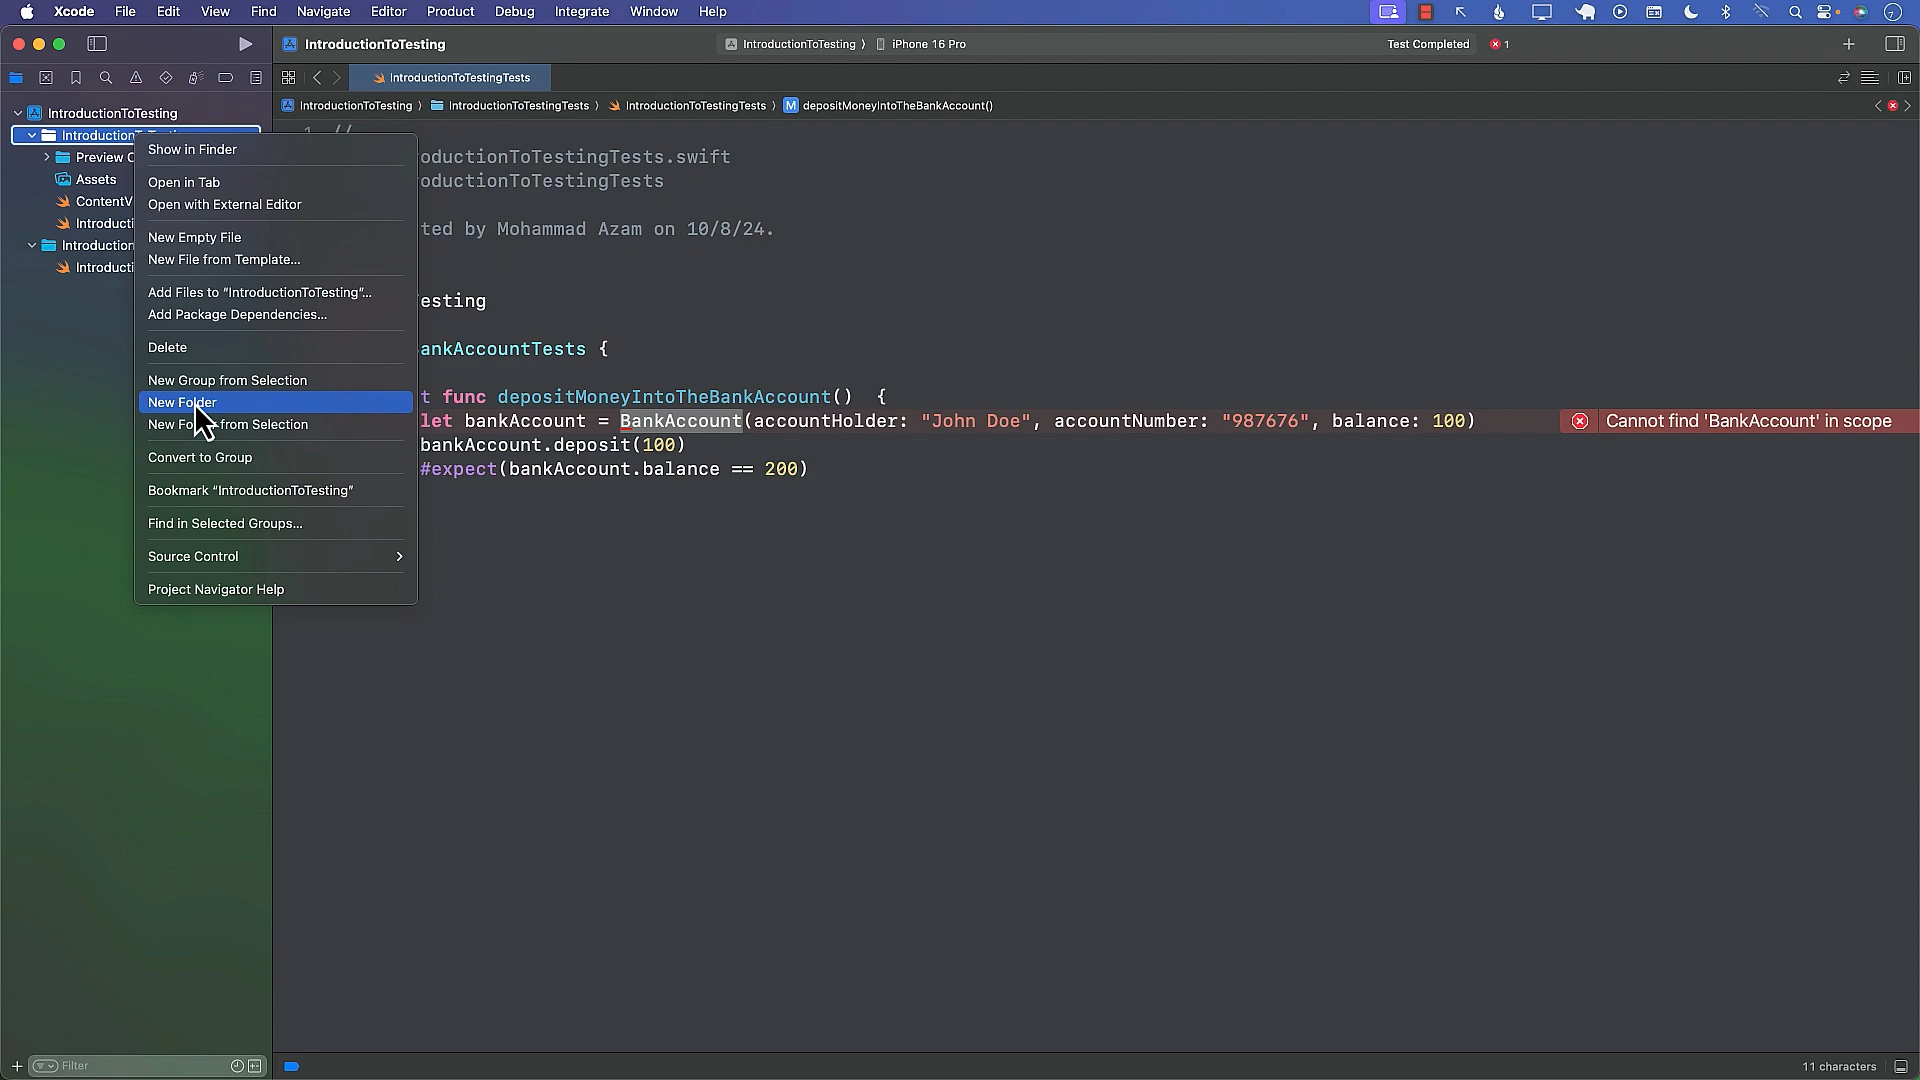 Xcode File Edit View Find Navigate Editor Product Debug Integrate Window Help
IntroductionToTesting
IntroductionToTesting ⟩ iPhone 16 Pro
Test Completed
1
IntroductionToTestingTests
IntroductionToTesting ⟩ IntroductionToTestingTests ⟩ IntroductionToTestingTests ⟩ M depositMoneyIntoTheBankAccount()
IntroductionToTesting
Introduction
Preview C
Assets
ContentV
Introducti
Introduction
Introducti
Show in Finder
Open in Tab
Open with External Editor
New Empty File
New File from Template...
Add Files to “IntroductionToTesting”...
Add Package Dependencies...
Delete
New Group from Selection
New Folder
New Fo from Selection
Convert to Group
Bookmark “IntroductionToTesting”
Find in Selected Groups...
Source Control
Project Navigator Help
1 //
oductionToTestingTests.swift
oductionToTestingTests
ted by Mohammad Azam on 10/8/24.
esting
ankAccountTests {
t func depositMoneyIntoTheBankAccount() {
let bankAccount = BankAccount(accountHolder: "John Doe", accountNumber: "987676", balance: 100)
Cannot find 'BankAccount' in scope
bankAccount.deposit(100)
#expect(bankAccount.balance == 200)
Filter
11 characters